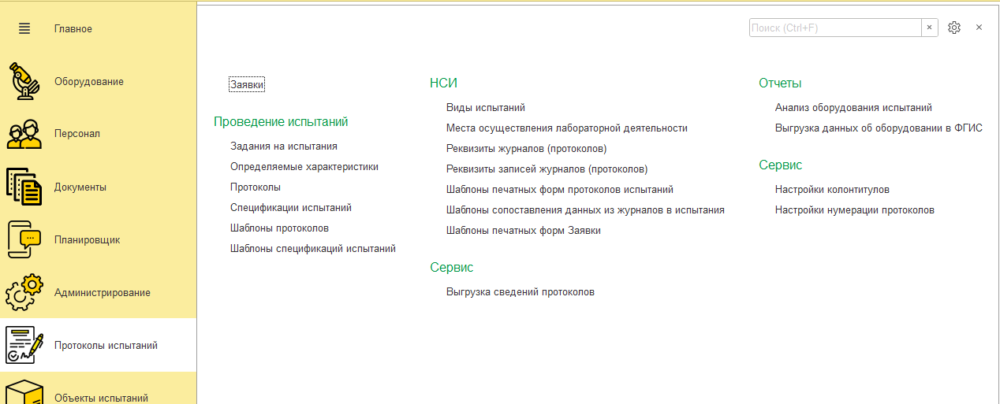 Главное
Оборудование
Персонал
Документы
Планировщик
Администрирование
Протоколы испытаний
Объекты испытаний
Поиск (Ctrl+F)
Заявки
Проведение испытаний
Задания на испытания
Определяемые характеристики
Протоколы
Спецификации испытаний
Шаблоны протоколов
Шаблоны спецификаций испытаний
НСИ
Виды испытаний
Места осуществления лабораторной деятельности
Реквизиты журналов (протоколов)
Реквизиты записей журналов (протоколов)
Шаблоны печатных форм протоколов испытаний
Шаблоны сопоставления данных из журналов в испытания
Шаблоны печатных форм Заявки
Сервис
Выгрузка сведений протоколов
Отчеты
Анализ оборудования испытаний
Выгрузка данных об оборудовании в ФГИС
Сервис
Настройки колонтитулов
Настройки нумерации протоколов